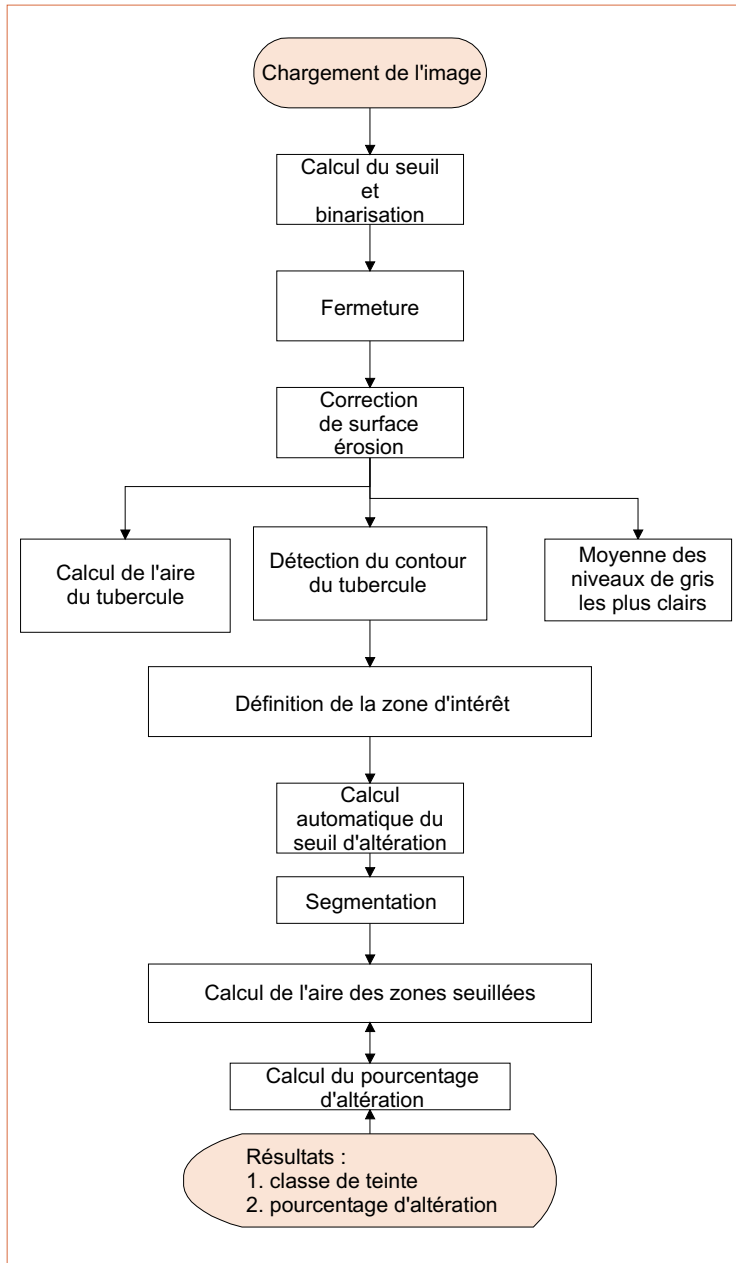 Chargement de l'image
Calcul du seuil
et
binarisation
Fermeture
Correction
de surface
érosion
Calcul de l'aire
du tubercule
Détection du contour
du tubercule
Moyenne des
niveaux de gris
les plus clairs
Définition de la zone d'intérêt
Calcul
automatique du
seuil d'altération
Segmentation
Calcul de l'aire des zones seuillées
Calcul du pourcentage
d'altération
Résultats :
1. classe de teinte
2. pourcentage d'altération